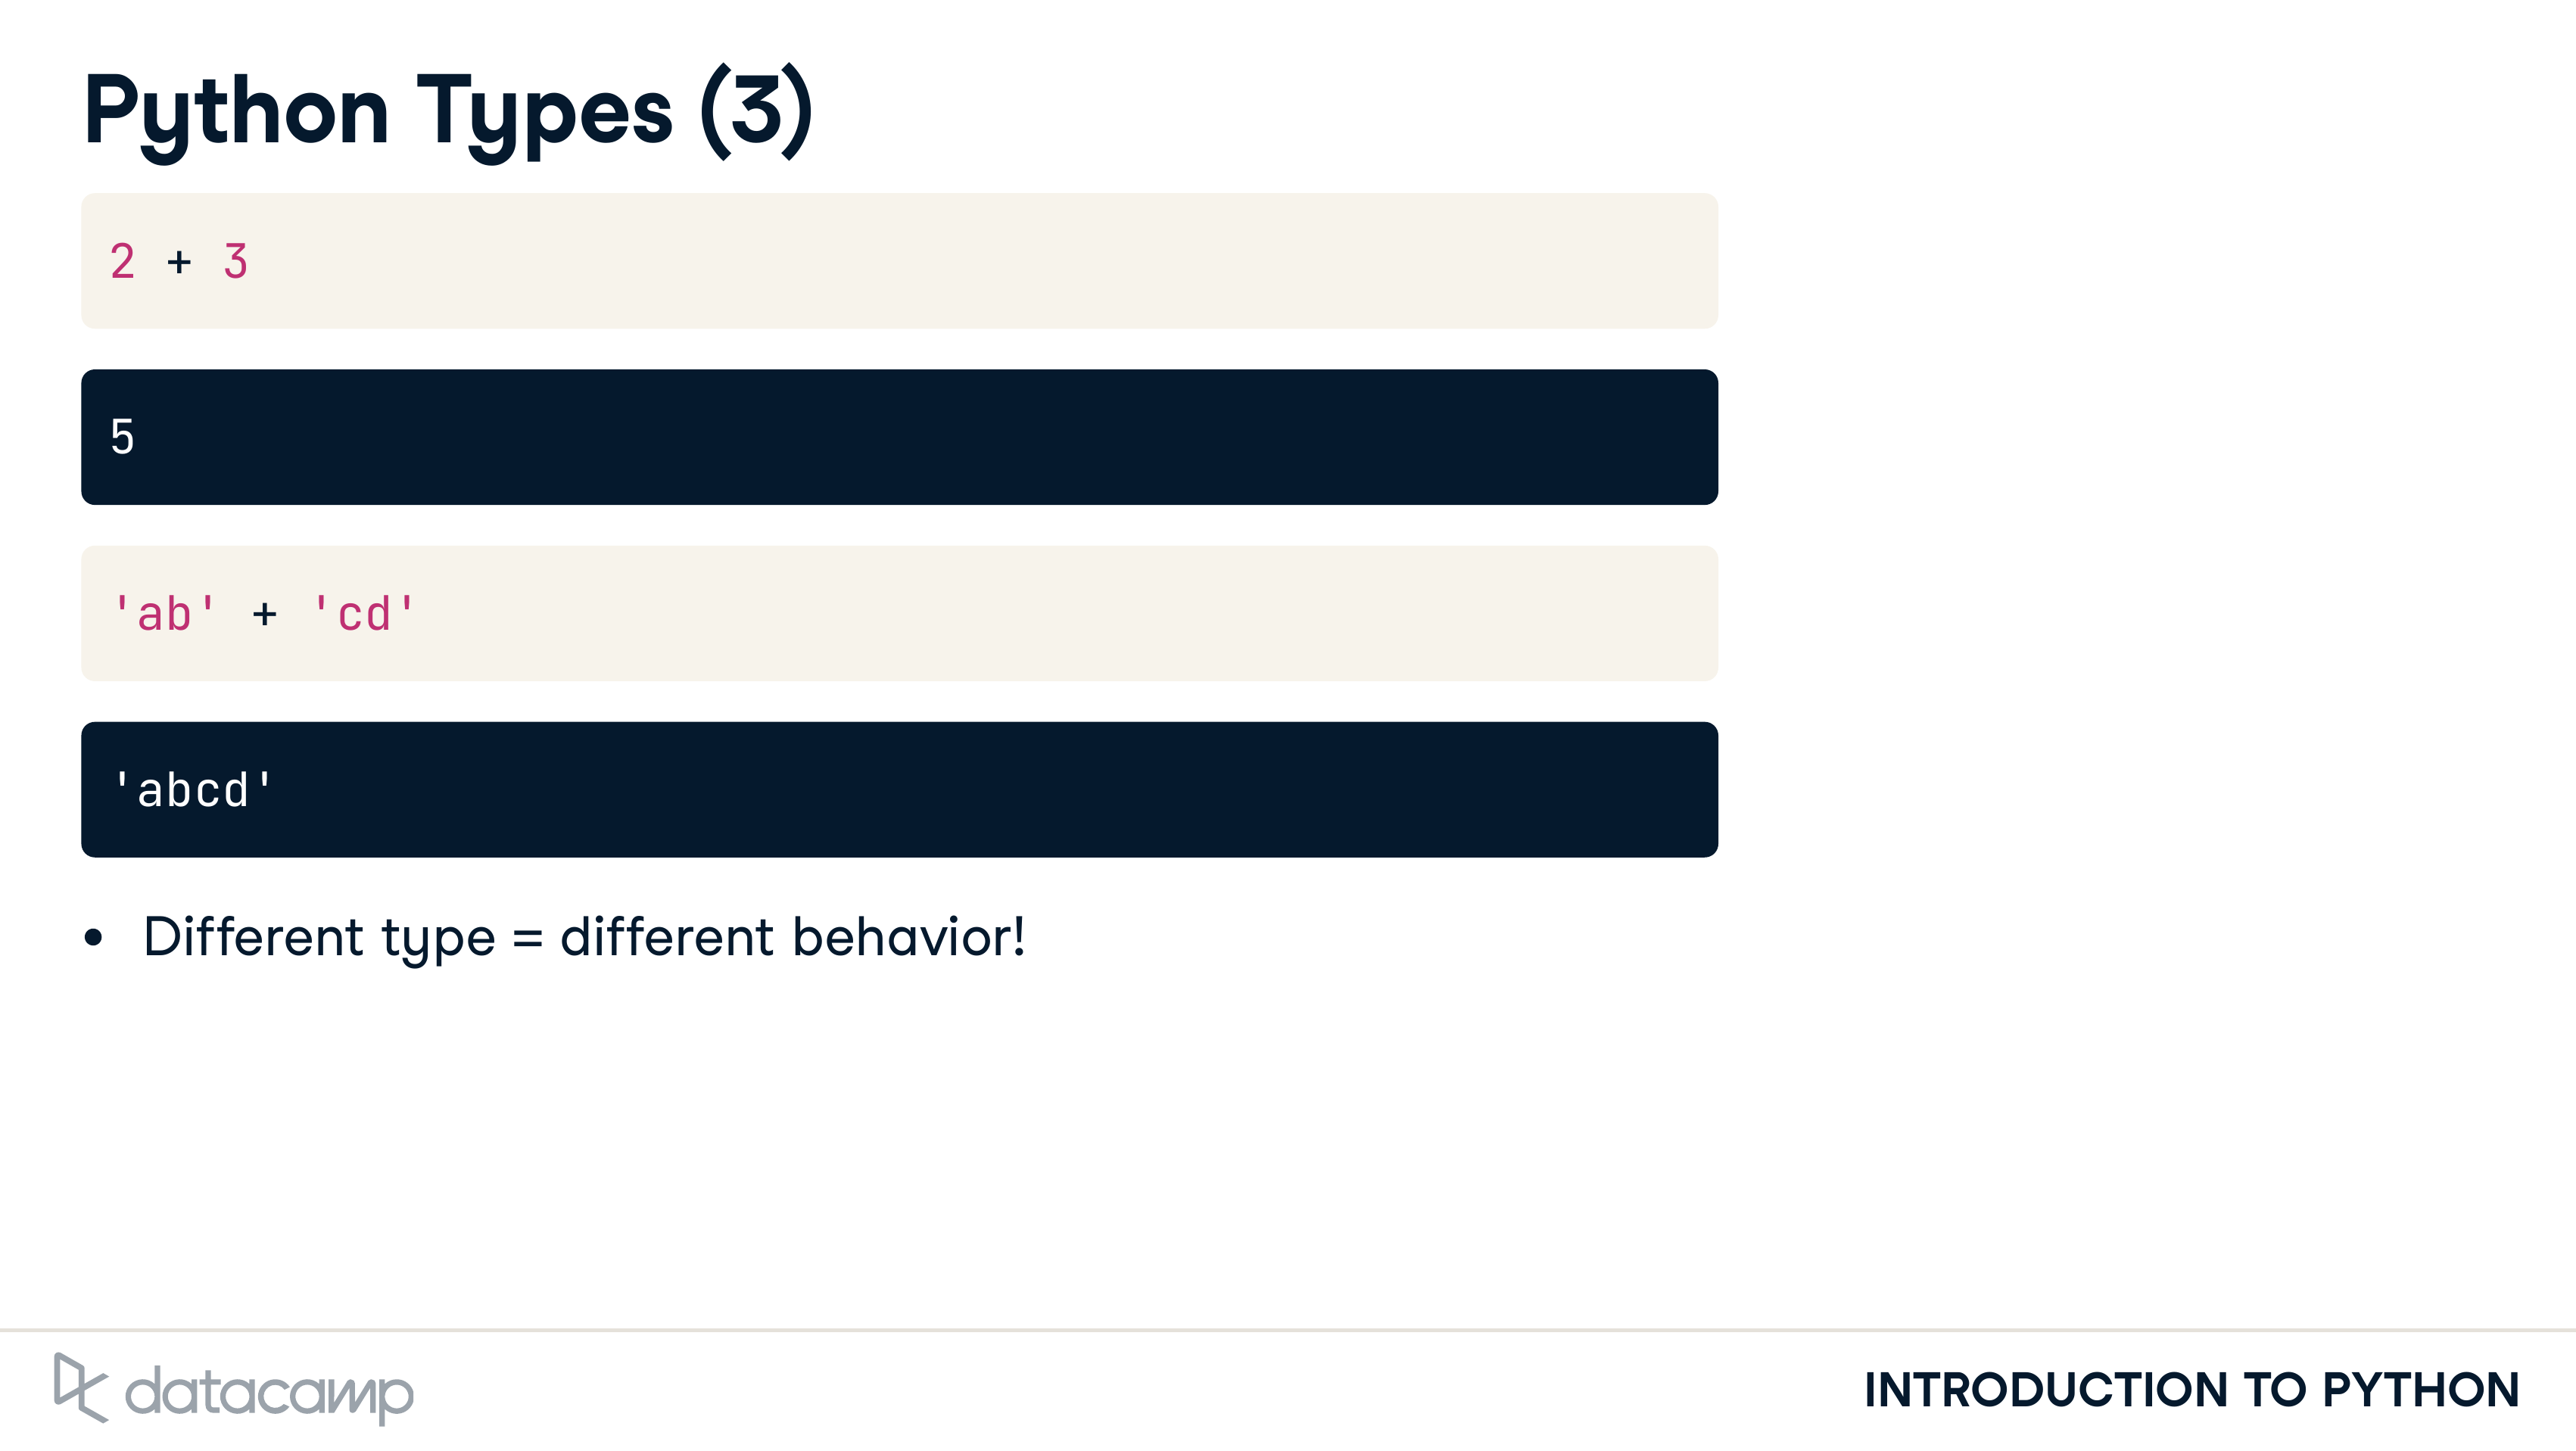 Python Types (3)
2 + 3
5
'ab' + 'cd'
'abcd'
• Different type = different behavior!
datacamp
INTRODUCTION TO PYTHON